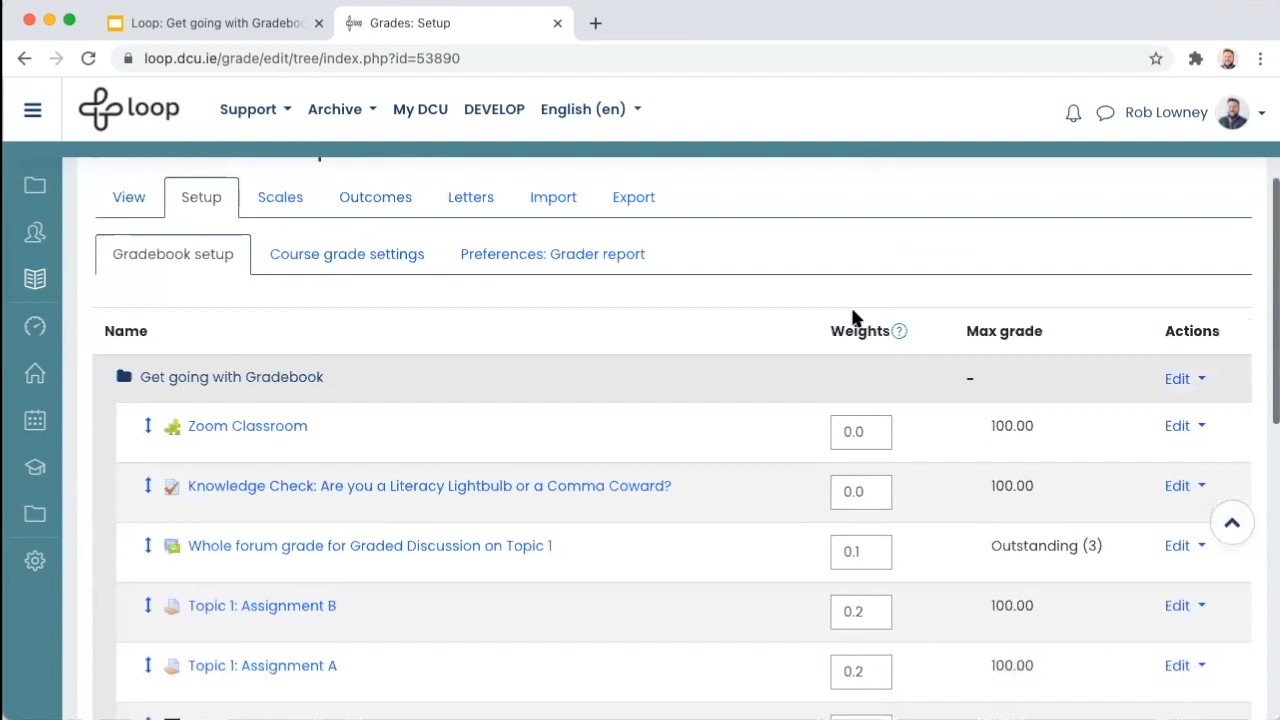 Loop: Get going with Gradeboo
Grades: Setup
loop.dcu.ie/grade/edit/tree/index.php?id=53890
loop
Support
Archive
My DCU
DEVELOP
English (en)
Rob Lowney
View
Setup
Scales
Outcomes
Letters
Import
Export
Gradebook setup
Course grade settings
Preferences: Grader report
Name
Weights
Max grade
Actions
Get going with Gradebook
-
Edit
Zoom Classroom
0.0
100.00
Edit
Knowledge Check: Are you a Literacy Lightbulb or a Comma Coward?
0.0
100.00
Edit
Whole forum grade for Graded Discussion on Topic 1
0.1
Outstanding (3)
Edit
Topic 1: Assignment B
0.2
100.00
Edit
Topic 1: Assignment A
0.2
100.00
Edit